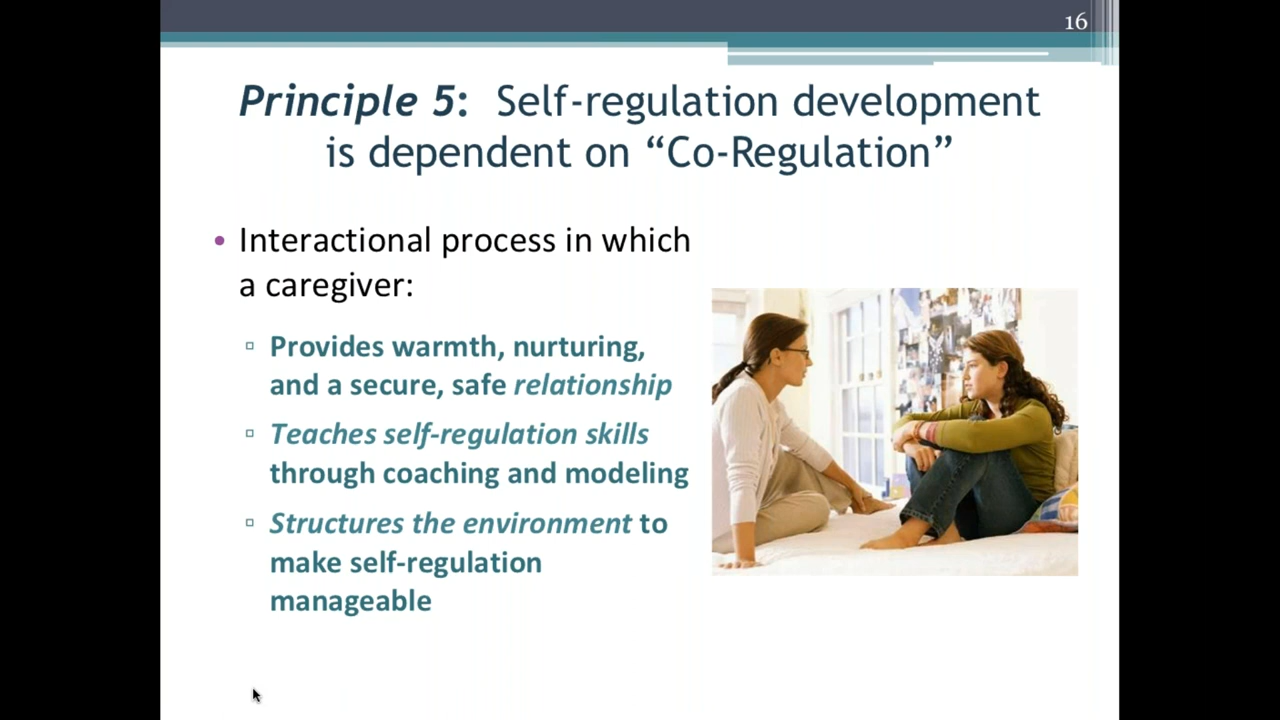 16
Principle 5: Self-regulation development
is dependent on “Co-Regulation”
• Interactional process in which
a caregiver:
▫ Provides warmth, nurturing,
and a secure, safe relationship
▫ Teaches self-regulation skills
through coaching and modeling
▫ Structures the environment to
make self-regulation
manageable